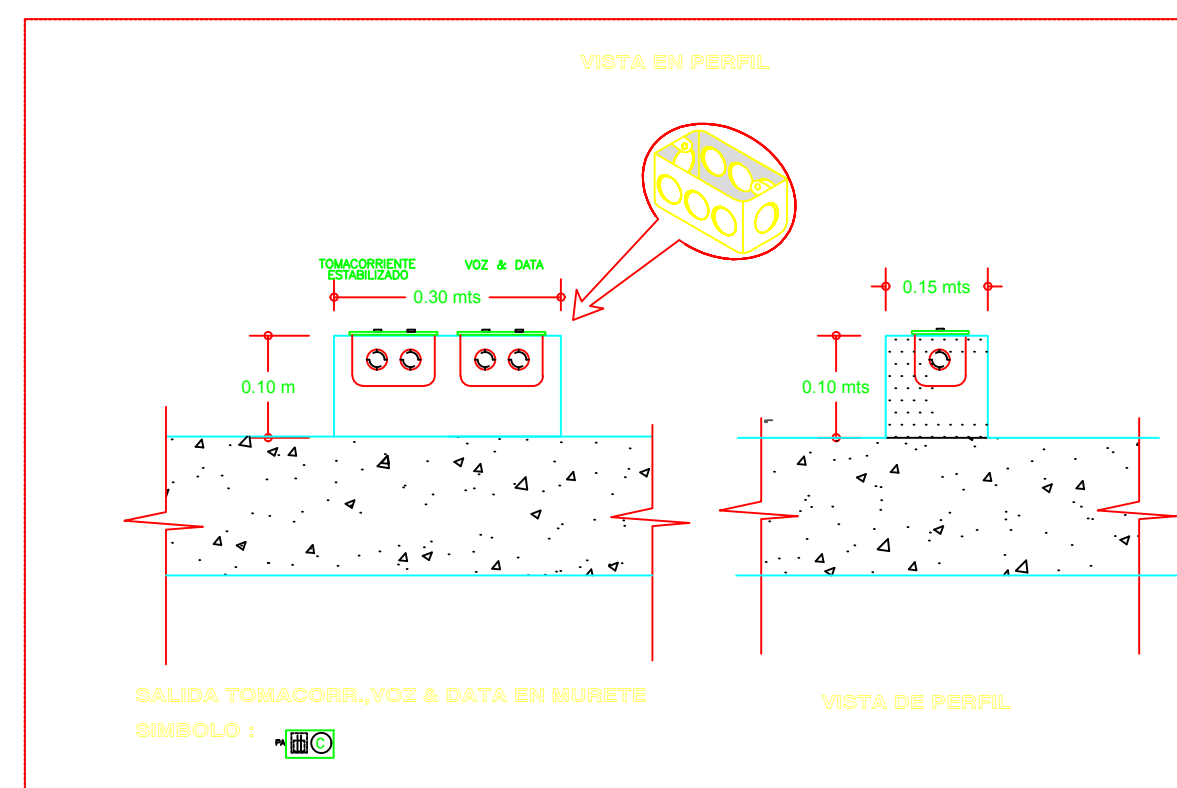 VISTA EN PERFIL
TOMACORRIENTE
ESTABILIZADO
VOZ & DATA
0.30 mts
0.15 mts
0.10 m
0.10 mts
SALIDA TOMACORR.,VOZ & DATA EN MURETE
VISTA DE PERFIL
SIMBOLO :
PA
C